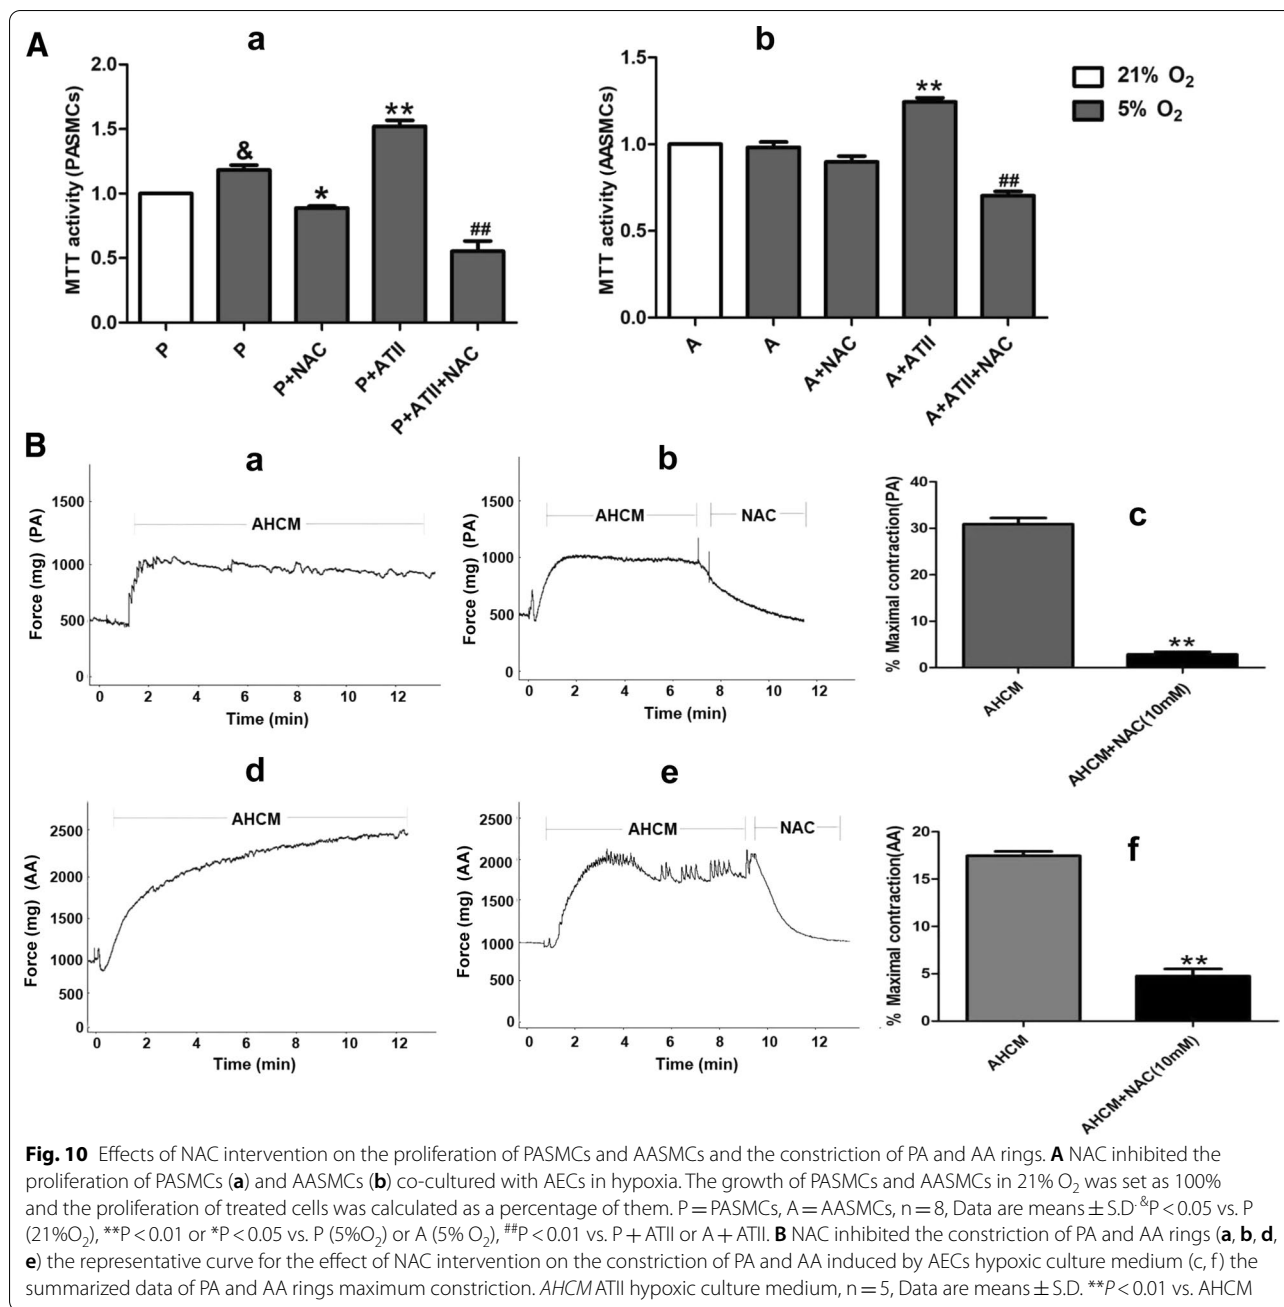 A
a
b
2.0
1.5
1.0
0.5
0.0
MTT activity (PASMCs)
&
*
**
##
P
P
P+NAC
P+ATII
P+ATII+NAC
1.5
1.0
0.5
0.0
MTT activity (AASMCs)
**
##
A
A
A+NAC
A+ATII
A+ATII+NAC
21% O₂
5% O₂
B
a
1500
1000
500
0
Force (mg) (PA)
AHCM
0 2 4 6 8 10 12
Time (min)
b
1500
1000
500
0
Force (mg) (PA)
AHCM
NAC
0 2 4 6 8 10 12
Time (min)
c
40
30
20
10
0
% Maximal contraction(PA)
**
AHCM
AHCM+NAC(10mM)
d
2500
2000
1500
1000
500
0
Force (mg) (AA)
AHCM
0 2 4 6 8 10 12
Time (min)
e
2500
2000
1500
1000
500
0
Force (mg) (AA)
AHCM
NAC
0 2 4 6 8 10 12
Time (min)
f
20
15
10
5
0
% Maximal contraction(AA)
**
AHCM
AHCM+NAC(10mM)
Fig. 10 Effects of NAC intervention on the proliferation of PASMCs and AASMCs and the constriction of PA and AA rings. A NAC inhibited the
proliferation of PASMCs (a) and AASMCs (b) co-cultured with AECs in hypoxia. The growth of PASMCs and AASMCs in 21% O₂ was set as 100%
and the proliferation of treated cells was calculated as a percentage of them. P = PASMCs, A = AASMCs, n = 8, Data are means ± S.D. &P < 0.05 vs. P
(21%O₂), **P < 0.01 or *P < 0.05 vs. P (5%O₂) or A (5% O₂), ##P < 0.01 vs. P + ATII or A + ATII. B NAC inhibited the constriction of PA and AA rings (a, b, d,
e) the representative curve for the effect of NAC intervention on the constriction of PA and AA induced by AECs hypoxic culture medium (c, f) the
summarized data of PA and AA rings maximum constriction. AHCM ATII hypoxic culture medium, n = 5, Data are means ± S.D. **P < 0.01 vs. AHCM